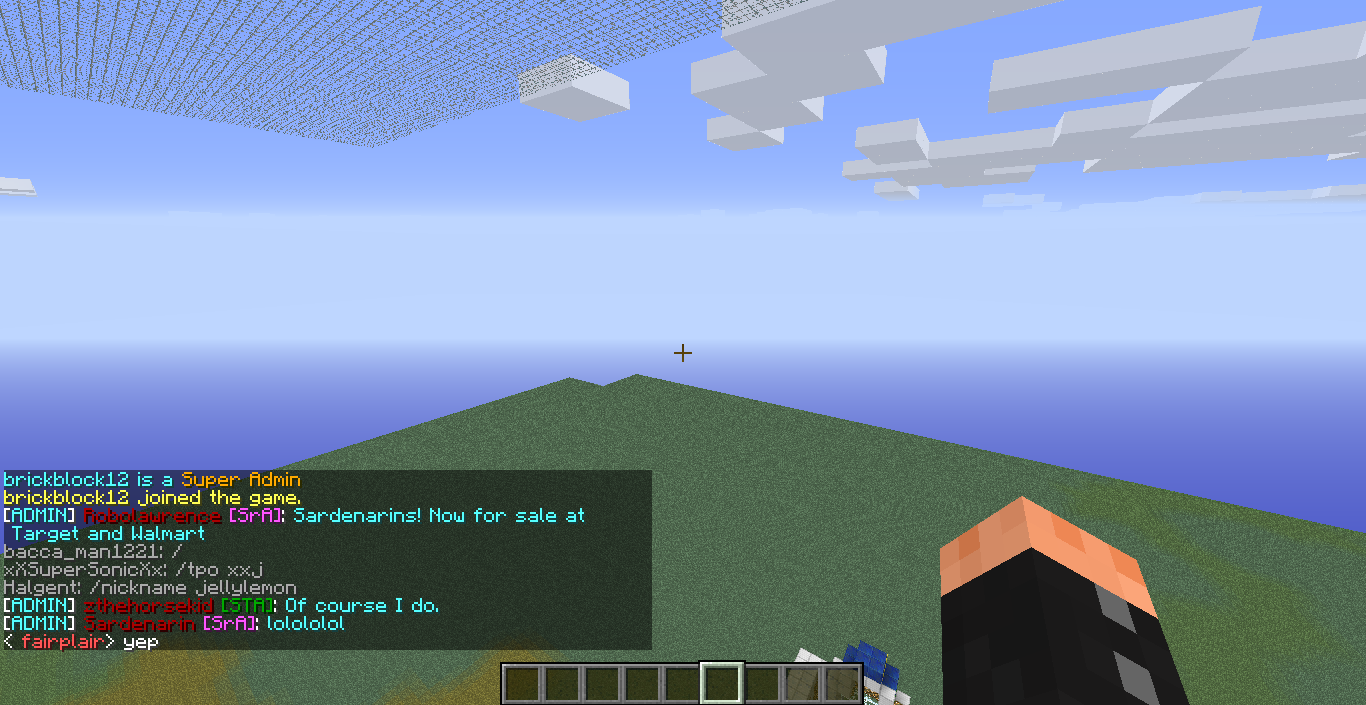 brickblock12 is a Super Admin
brickblock12 joined the game.
[ADMIN] Robolawrence [SrA]: Sardenarins! Now for sale at
Target and Walmart
bacca_man1221: /
xXSuperSonicXx: /tpo xxj
Halgent: /nickname jellylemon
[ADMIN] zthehorsekid [STA]: Of course I do.
[ADMIN] Sardenarin [SrA]: lolololol
< fairplair> yep